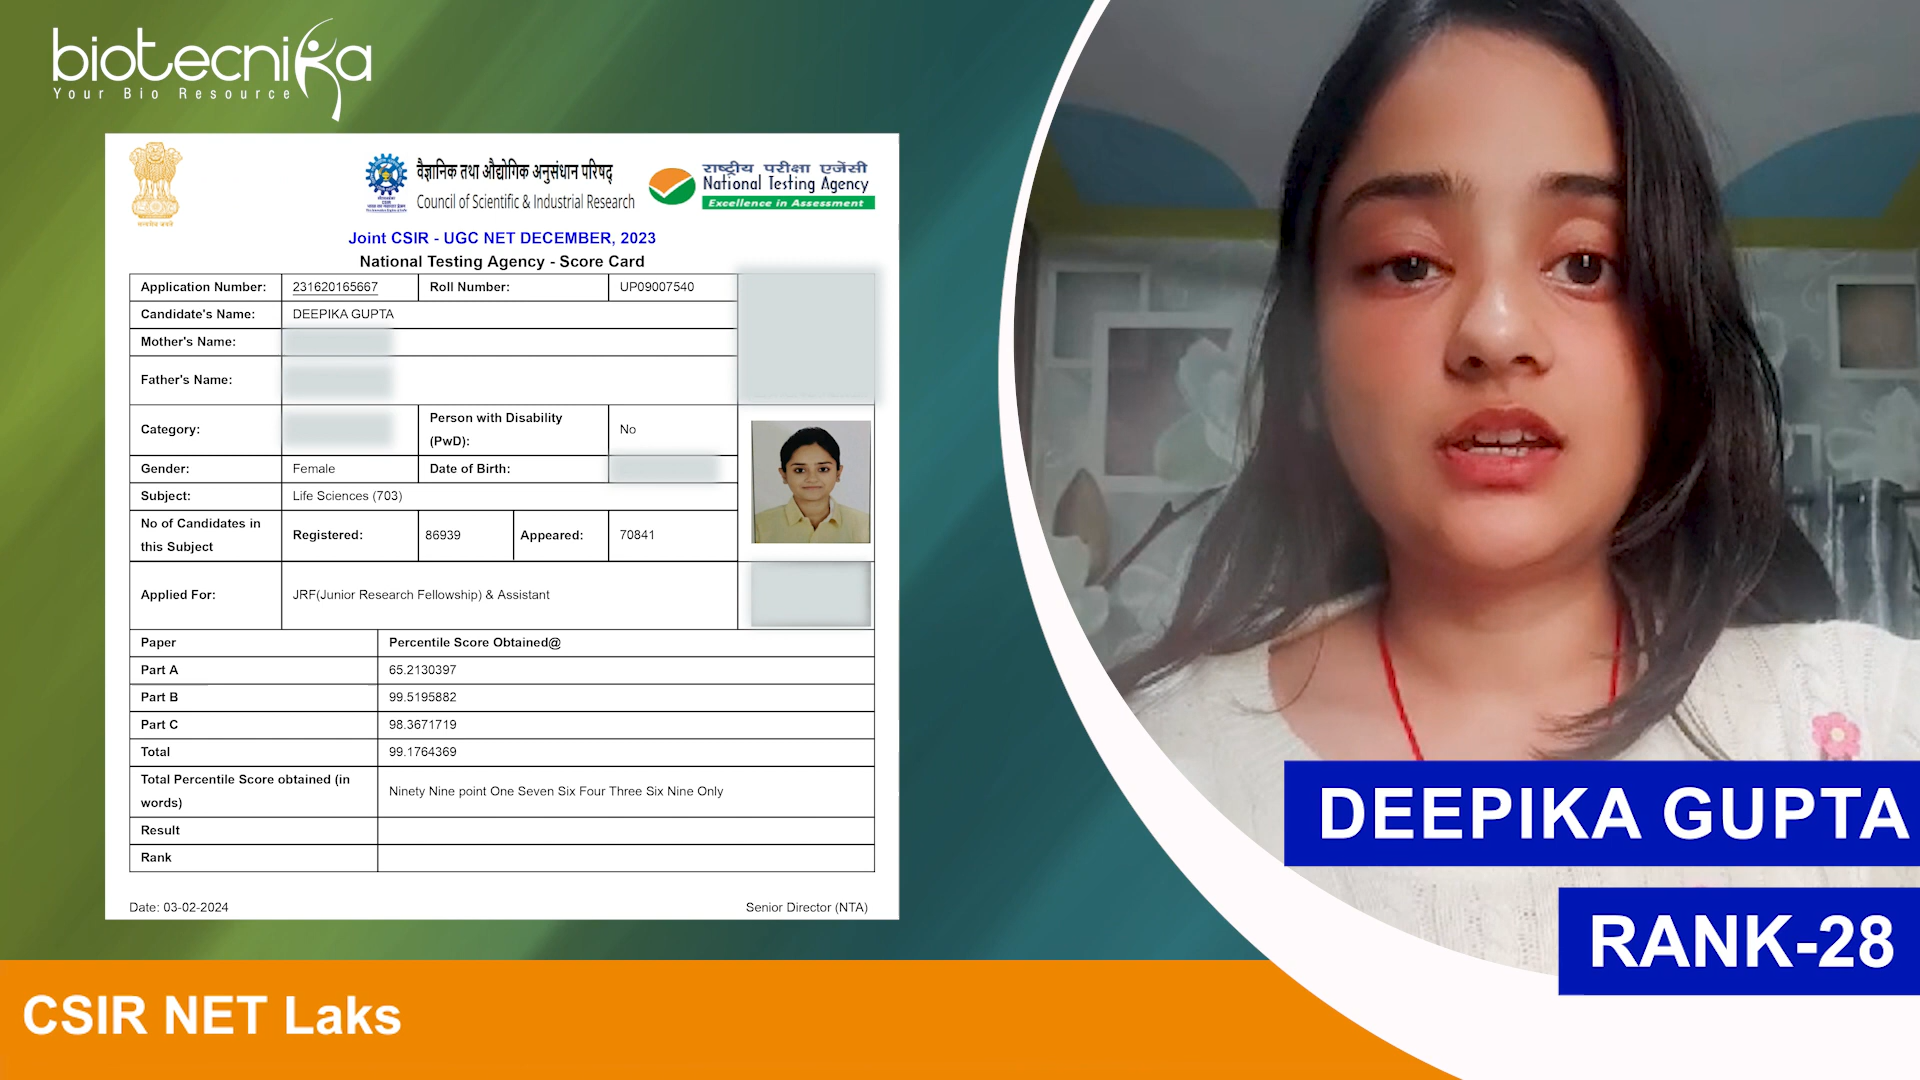 biotecnika
Your Bio Resource
वैज्ञानिक तथा औद्योगिक अनुसंधान परिषद्
Council of Scientific & Industrial Research
राष्ट्रीय परीक्षा एजेंसी
National Testing Agency
Excellence in Assessment
Joint CSIR - UGC NET DECEMBER, 2023
National Testing Agency - Score Card
Application Number: 231620165667 Roll Number: UP09007540
Candidate's Name: DEEPIKA GUPTA
Mother's Name:
Father's Name:
Category: Person with Disability (PwD): No
Gender: Female Date of Birth:
Subject: Life Sciences (703)
No of Candidates in this Subject Registered: 86939 Appeared: 70841
Applied For: JRF(Junior Research Fellowship) & Assistant
Paper Percentile Score Obtained@
Part A 65.2130397
Part B 99.5195882
Part C 98.3671719
Total 99.1764369
Total Percentile Score obtained (in words) Ninety Nine point One Seven Six Four Three Six Nine Only
Result
Rank
Date: 03-02-2024 Senior Director (NTA)
DEEPIKA GUPTA
RANK-28
CSIR NET Laks